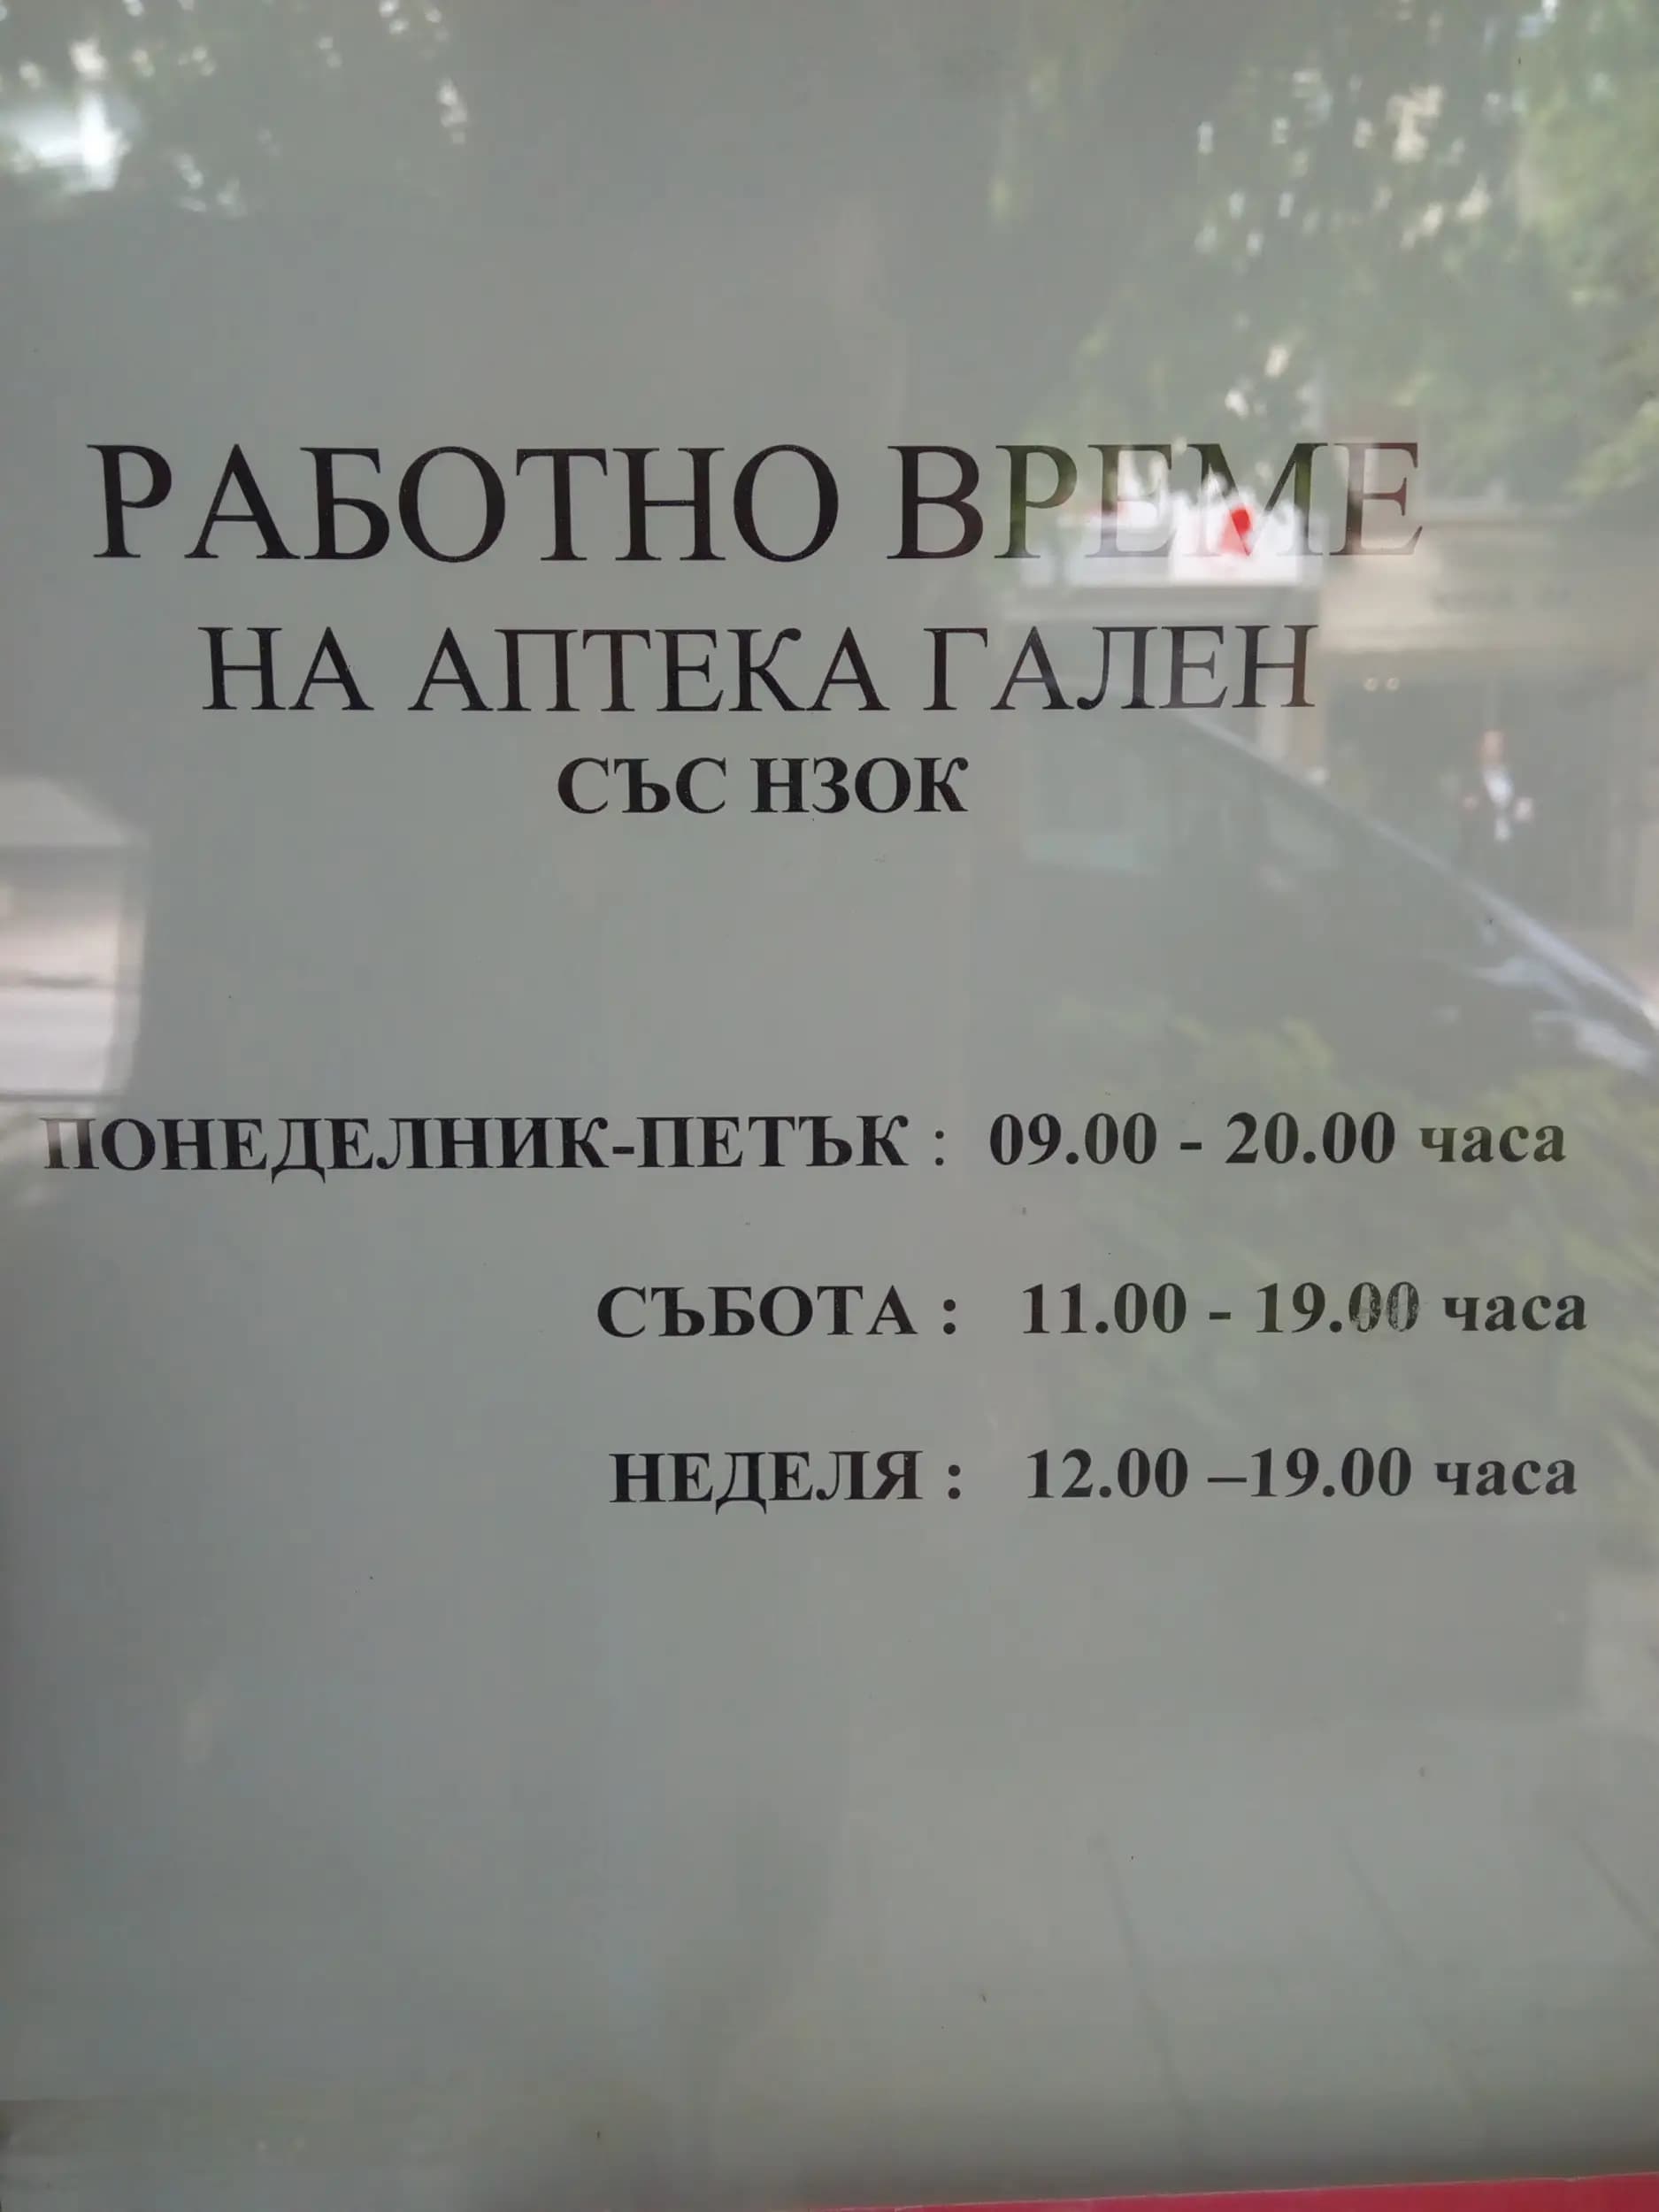 РАБОТНО ВРЕМЕ
НА АПТЕКА ГАЛЕН
СЪС НЗОК
ПОНЕДЕЛНИК-ПЕТЪК : 09.00 - 20.00 часа
СЪБОТА : 11.00 - 19.00 часа
НЕДЕЛЯ : 12.00 –19.00 часа